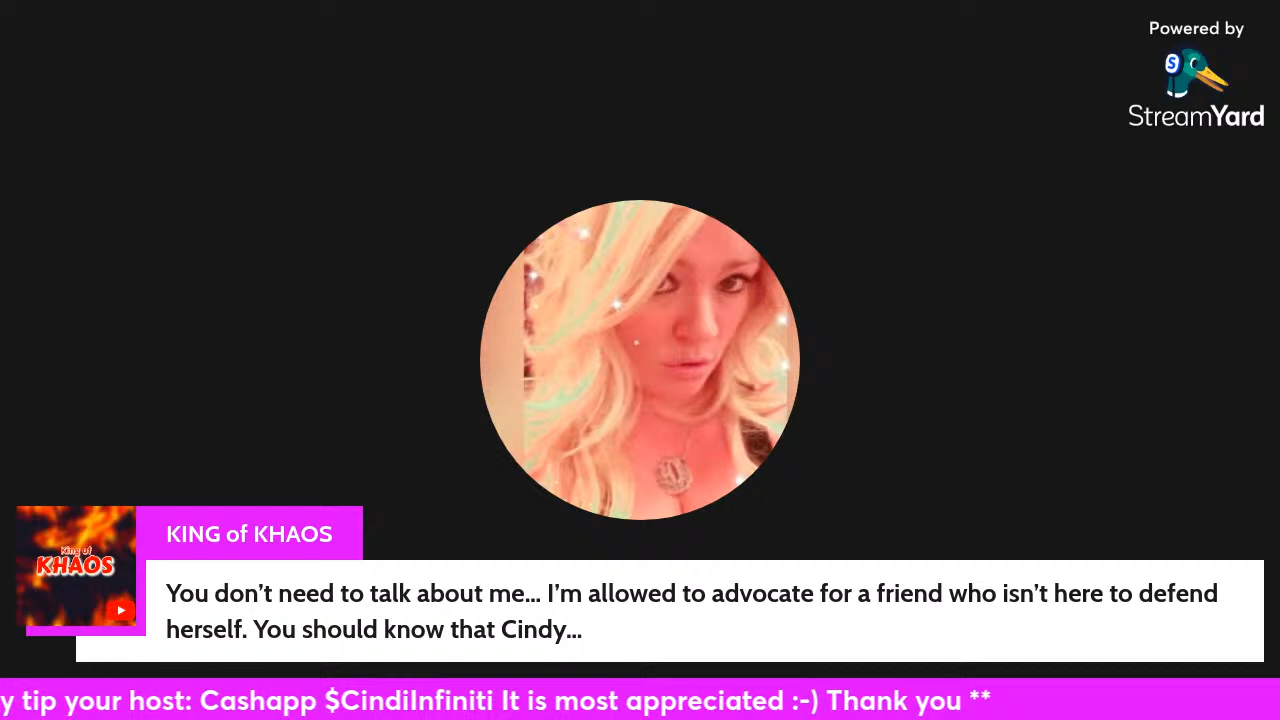 Powered by
S
StreamYard
KING of KHAOS
King of
KHAOS
You don’t need to talk about me... I’m allowed to advocate for a friend who isn’t here to defend
herself. You should know that Cindy...
y tip your host: Cashapp $CindiInfiniti It is most appreciated :-) Thank you **